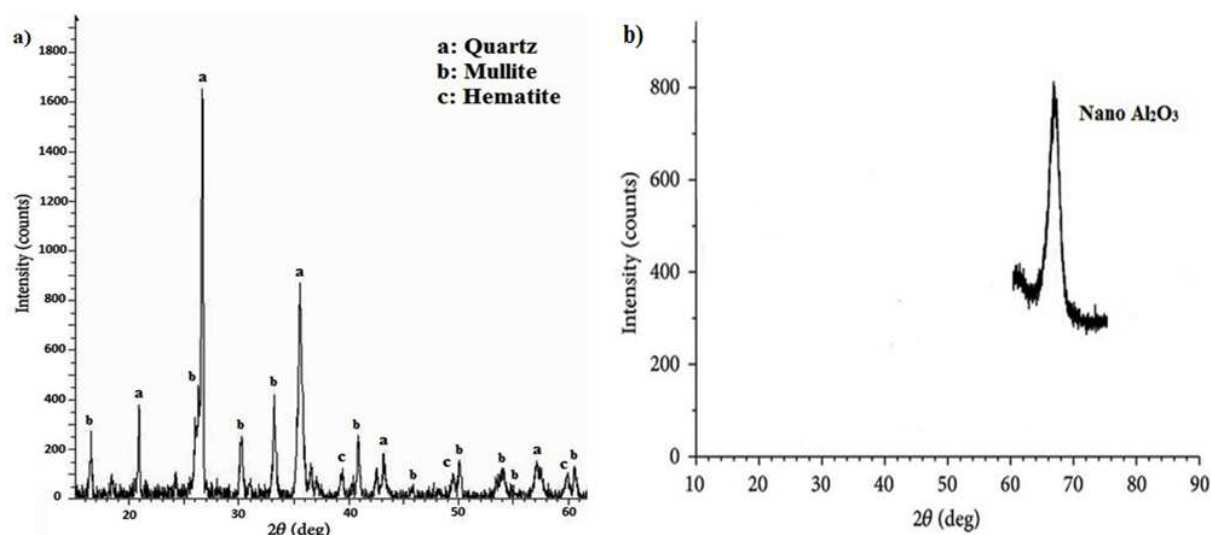 a)
a: Quartz
b: Mullite
c: Hematite
1800
1600
1400
1200
1000
800
600
400
200
0
Intensity (counts)
b
a
b
a
b
b
a
c
b
a
b
c
b
b
b
a
c
b
20
30
40
50
60
2θ (deg)
b)
Nano Al₂O₃
800
600
400
200
0
Intensity (counts)
10
20
30
40
50
60
70
80
90
2θ (deg)